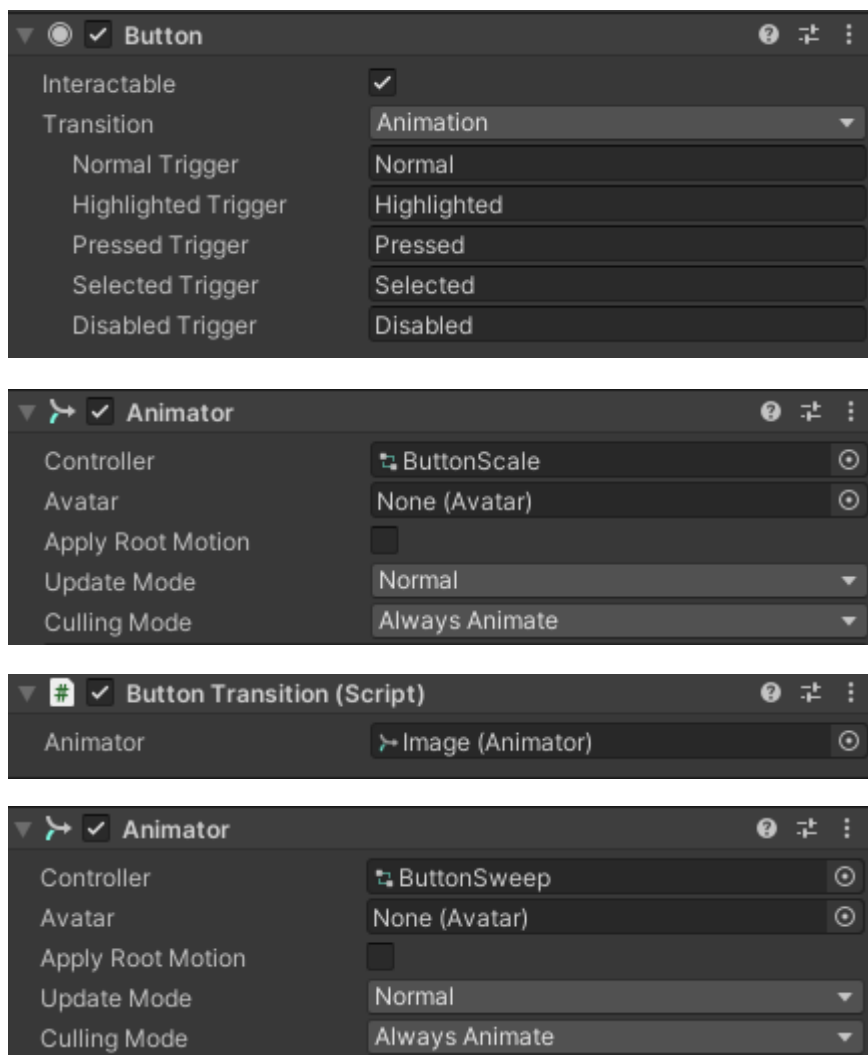 Button
Interactable
Transition Animation
Normal Trigger Normal
Highlighted Trigger Highlighted
Pressed Trigger Pressed
Selected Trigger Selected
Disabled Trigger Disabled
Animator
Controller ButtonScale
Avatar None (Avatar)
Apply Root Motion
Update Mode Normal
Culling Mode Always Animate
# Button Transition (Script)
Animator Image (Animator)
Animator
Controller ButtonSweep
Avatar None (Avatar)
Apply Root Motion
Update Mode Normal
Culling Mode Always Animate